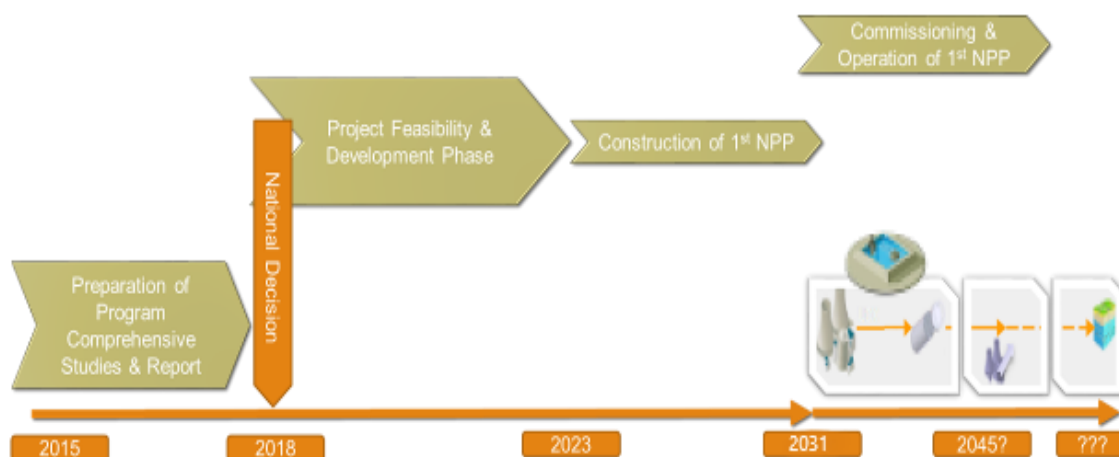 Commissioning &
Operation of 1st NPP
Project Feasibility &
Development Phase
Construction of 1st NPP
National Decision
Preparation of
Program
Comprehensive
Studies & Report
2015
2018
2023
2031
2045?
???